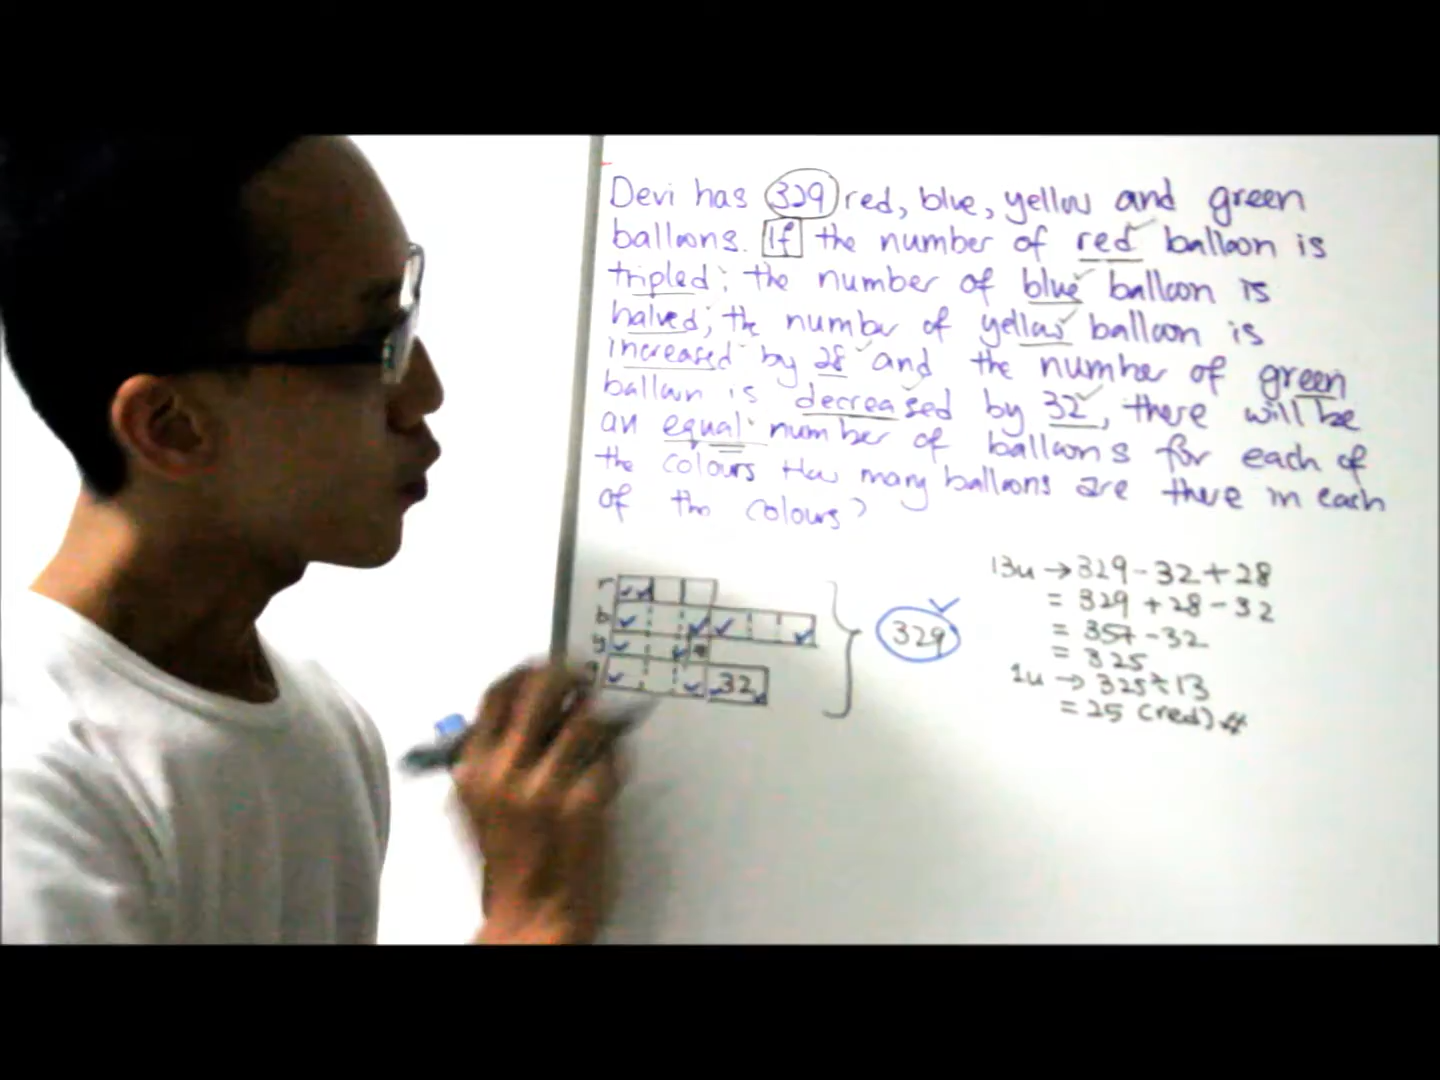 Devi has 329 red, blue, yellow and green
balloons. If the number of red balloon is
tripled; the number of blue balloon is
halved; the number of yellow balloon is
increased by 28 and the number of green
balloon is decreased by 32, there will be
an equal number of balloons for each of
the colours How many balloons are there in each
of the colours?
r
b
y
g 32
329
13u → 329 - 32 + 28
= 329 + 28 - 32
= 357 - 32
= 325
1u → 325 ÷ 13
= 25 (red)